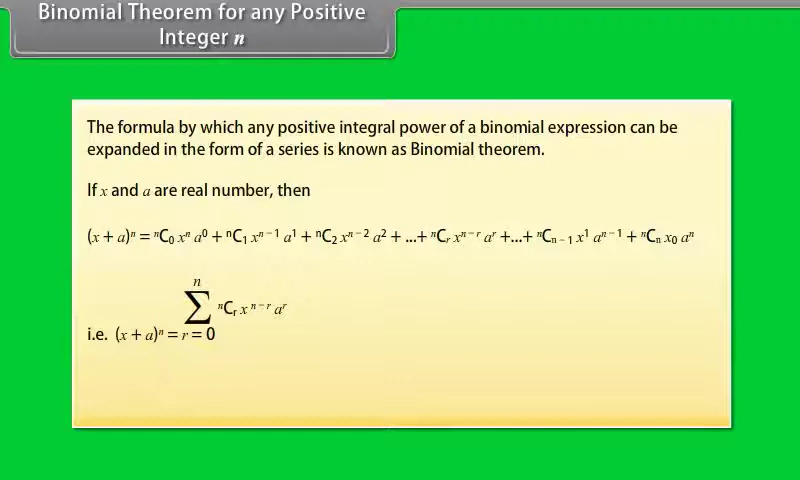 Binomial Theorem for any Positive
Integer n
The formula by which any positive integral power of a binomial expression can be
expanded in the form of a series is known as Binomial theorem.
If x and a are real number, then
(x + a)ⁿ = ⁿC₀ xⁿ a⁰ + ⁿC₁ xⁿ⁻¹ a¹ + ⁿC₂ xⁿ⁻² a² + ...+ ⁿCᵣ xⁿ⁻ʳ aʳ +...+ ⁿCₙ₋₁ x¹ aⁿ⁻¹ + ⁿCₙ x₀ aⁿ
n
∑ ⁿCᵣ xⁿ⁻ʳ aʳ
i.e. (x + a)ⁿ = r = 0